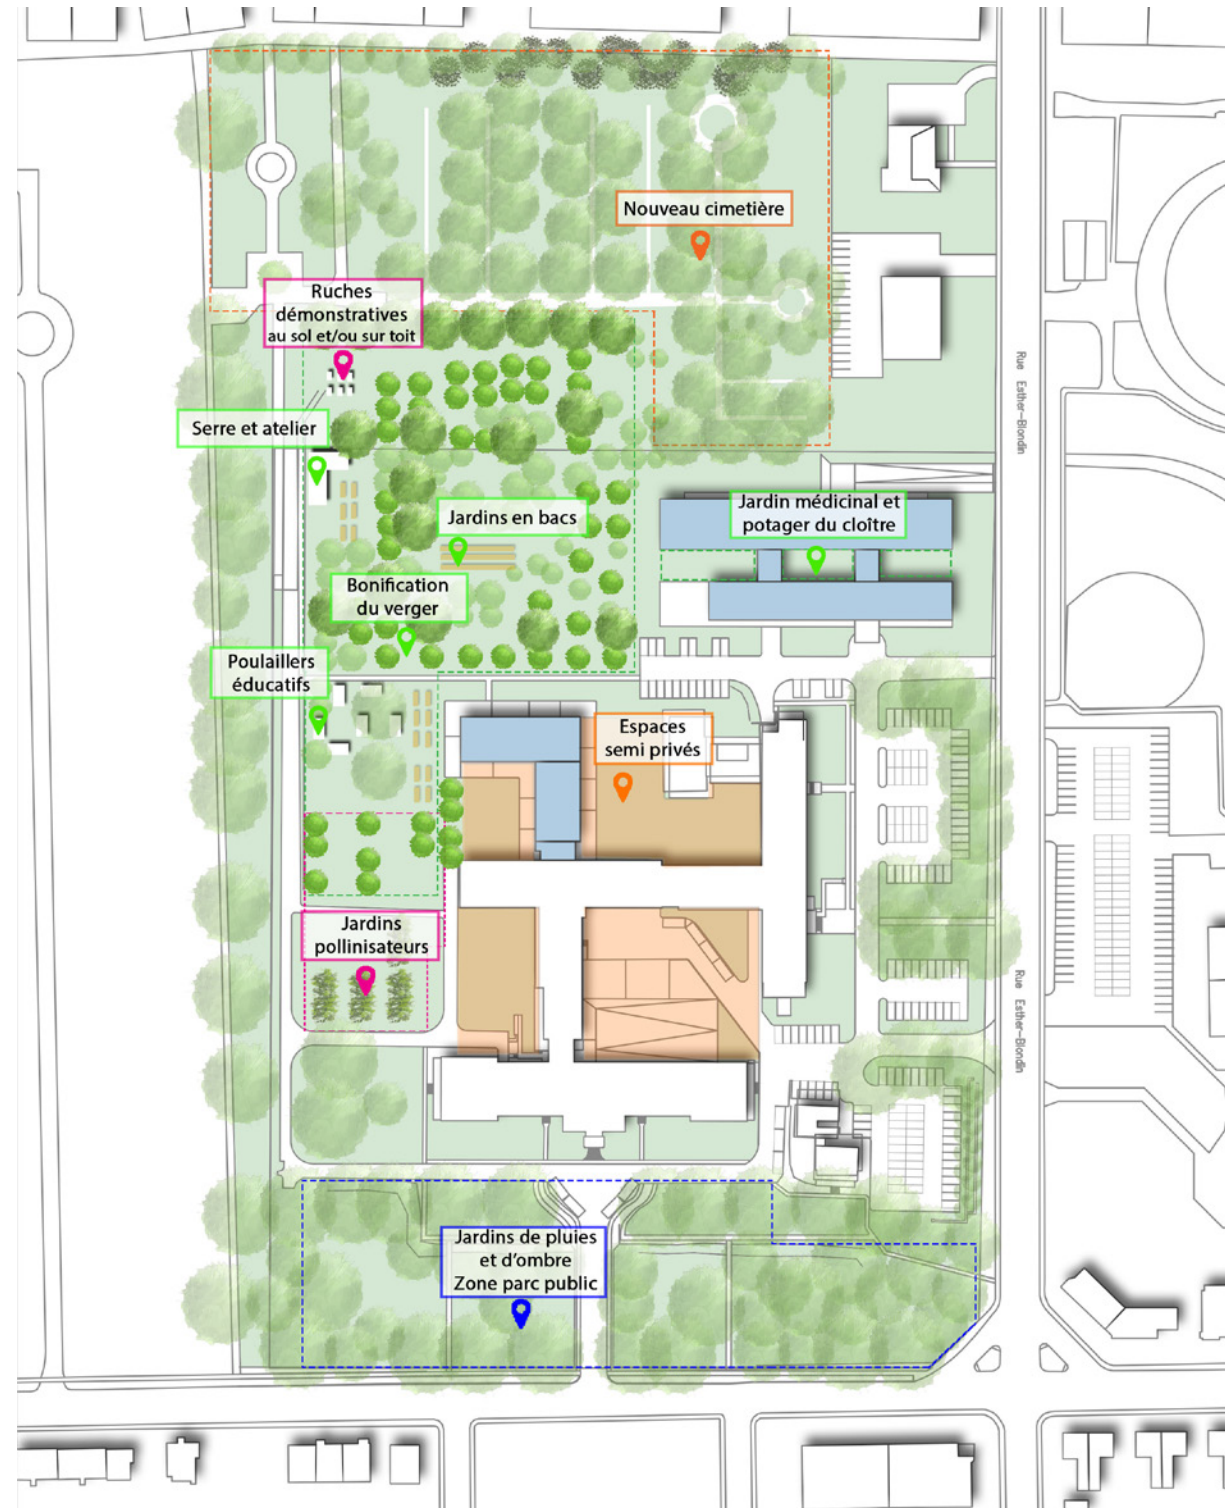 Nouveau cimetière
Ruches
démonstratives
au sol et/ou sur toit
Rue Esther-Blondin
Serre et atelier
Jardin médicinal et
potager du cloître
Jardins en bacs
Bonification
du verger
Poulaillers
éducatifs
Espaces
semi privés
Jardins
pollinisateurs
Rue Esther-Blondin
Jardins de pluies
et d'ombre
Zone parc public